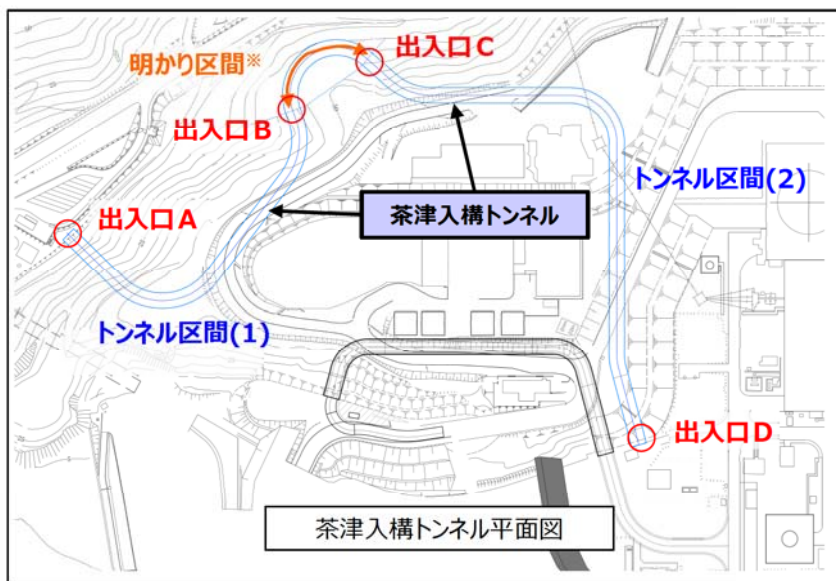 明かり区間※
出入口C
出入口B
トンネル区間(2)
茶津入構トンネル
出入口A
トンネル区間(1)
出入口D
茶津入構トンネル平面図